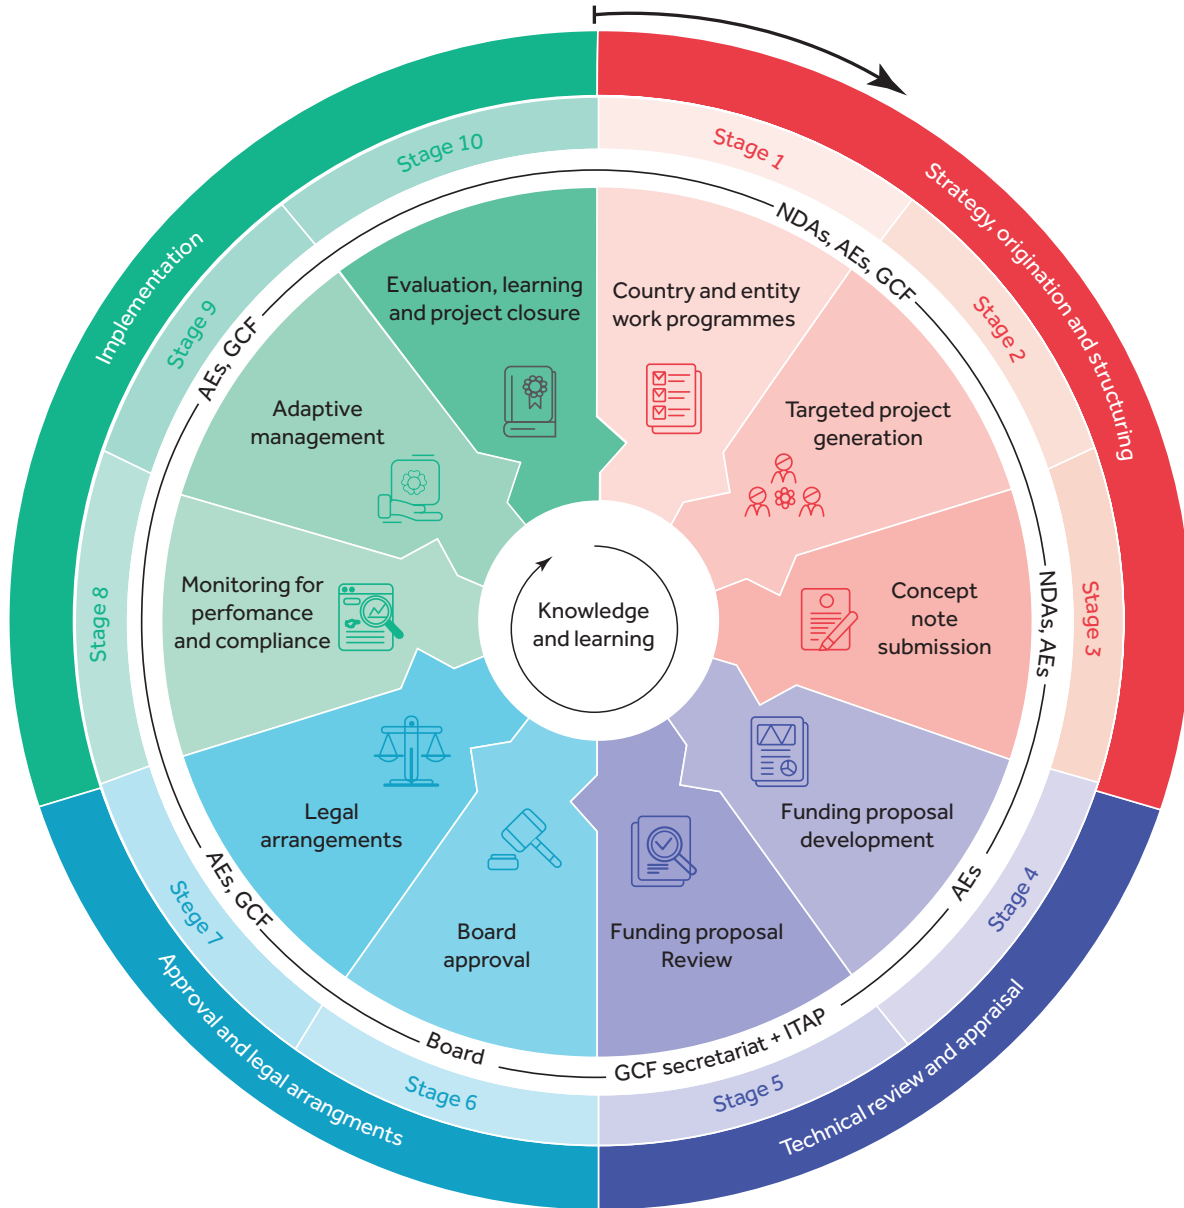 Strategy, origination and structuring
Stage 1
NDAs, AEs, GCF
Country and entity
work programmes
Stage 2
Targeted project
generation
Stage 3
NDAs, AEs
Concept
note
submission
Technical review and appraisal
Stage 4
AEs
Funding proposal
development
Stage 5
GCF secretariat + ITAP
Funding proposal
Review
Approval and legal arrangments
Stage 6
Board
Board
approval
Stege 7
AEs, GCF
Legal
arrangements
Implementation
Stage 8
Monitoring for
perfomance
and compliance
Stage 9
AEs, GCF
Adaptive
management
Stage 10
Evaluation, learning
and project closure
Knowledge
and learning